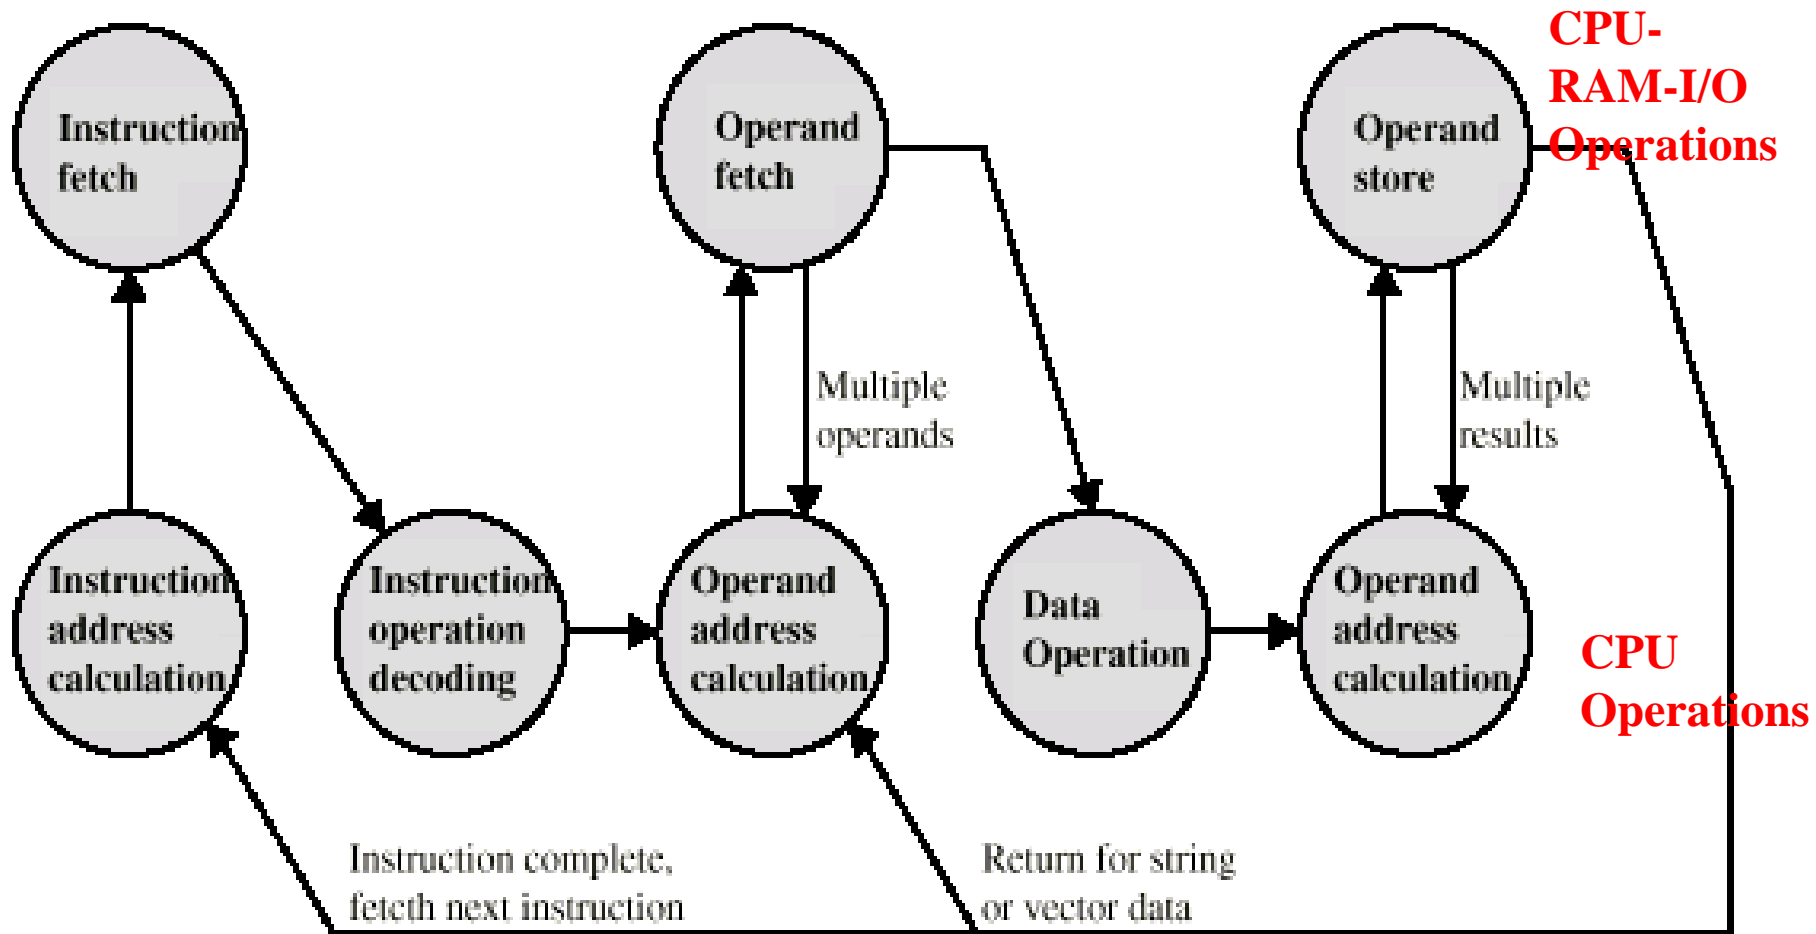 Instruction
fetch
Operand
fetch
Operand
store
CPU-
RAM-I/O
Operations
Multiple
operands
Multiple
results
Instruction
address
calculation
Instruction
operation
decoding
Operand
address
calculation
Data
Operation
Operand
address
calculation
CPU
Operations
Instruction complete,
fetcth next instruction
Return for string
or vector data